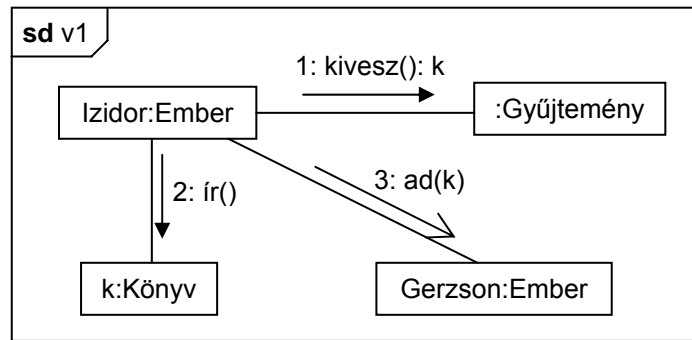 sd v1
1: kivesz(): k
Izidor:Ember
:Gyűjtemény
2: ír()
3: ad(k)
k:Könyv
Gerzson:Ember